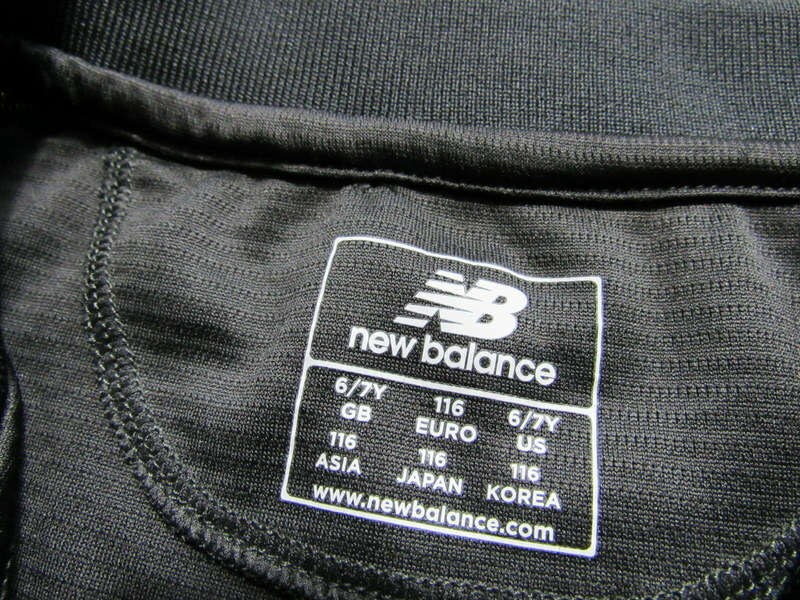 NB
new balance
6/7Y 116 6/7Y
GB EURO US
116 116 116
ASIA JAPAN KOREA
www.newbalance.com